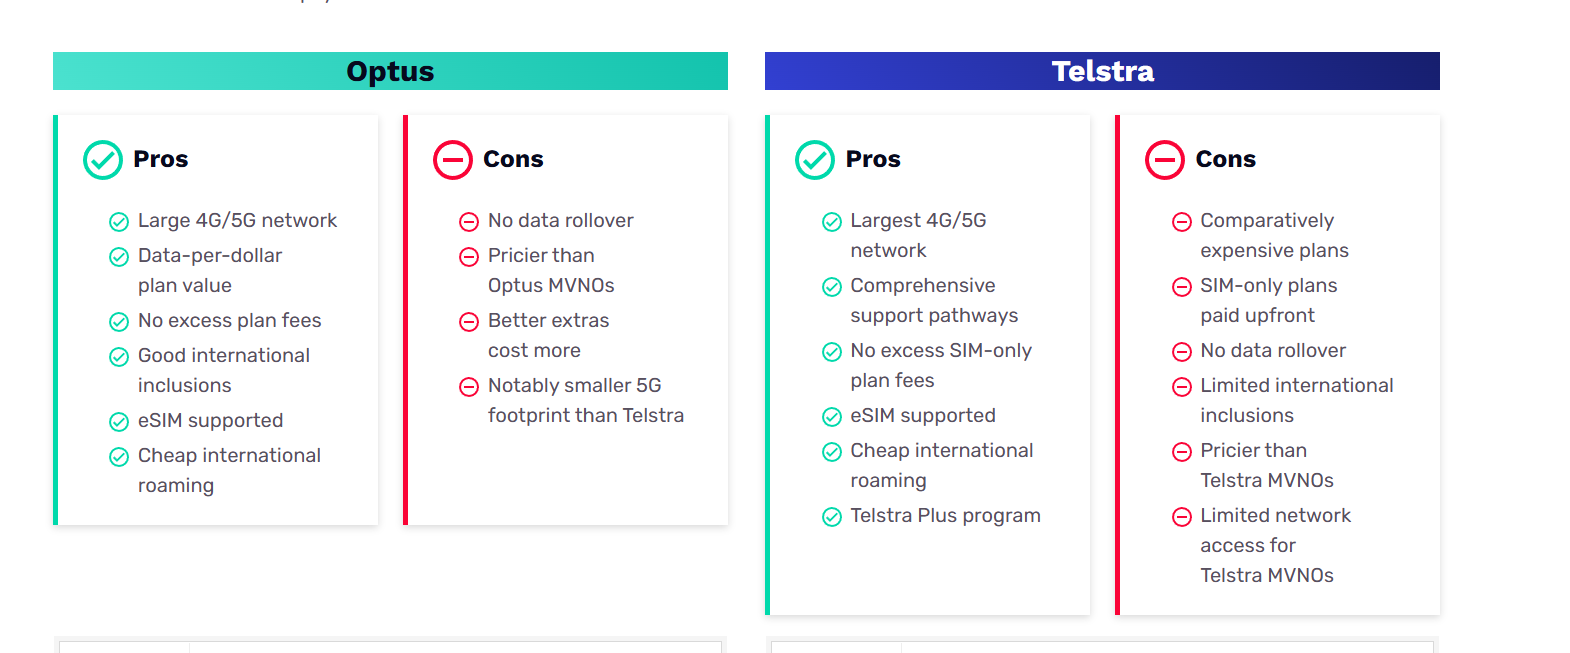 Optus
Pros
Large 4G/5G network
Data-per-dollar
plan value
No excess plan fees
Good international
inclusions
eSIM supported
Cheap international
roaming
Cons
No data rollover
Pricier than
Optus MVNOs
Better extras
cost more
Notably smaller 5G
footprint than Telstra
Telstra
Pros
Largest 4G/5G
network
Comprehensive
support pathways
No excess SIM-only
plan fees
eSIM supported
Cheap international
roaming
Telstra Plus program
Cons
Comparatively
expensive plans
SIM-only plans
paid upfront
No data rollover
Limited international
inclusions
Pricier than
Telstra MVNOs
Limited network
access for
Telstra MVNOs